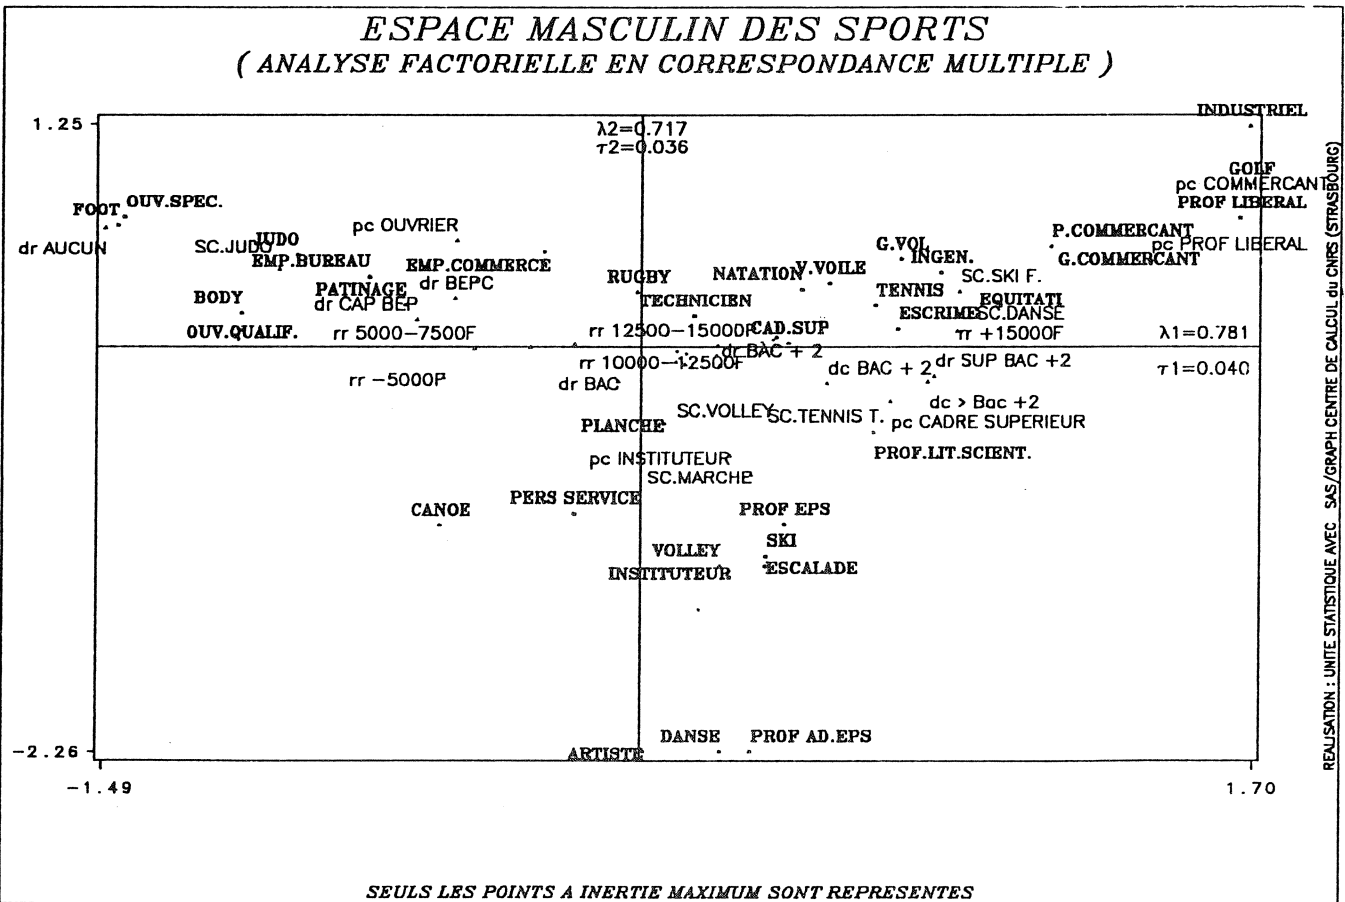 ESPACE MASCULIN DES SPORTS
( ANALYSE FACTORIELLE EN CORRESPONDANCE MULTIPLE )
INDUSTRIEL
1.25
λ2=0.717
τ2=0.036
GOLF
pc COMMERCANT
PROF LIBERAL
FOOT
OUV.SPEC.
pc OUVRIER
P.COMMERCANT
dr AUCUN
SC.JUDO
JUDO
G.VOL
pc PROF LIBERAL
EMP.BUREAU
EMP.COMMERCE
INGEN.
G.COMMERCANT
RUGBY
NATATION
V.VOILE
SC.SKI F.
dr BEPC
PATINAGE
TENNIS
BODY
dr CAP BEP
TECHNICIEN
EQUITATI
ESCRIME
SC.DANSE
OUV.QUALIF.
rr 5000-7500F
rr 12500-15000F
CAD.SUP
rr +15000F
λ1=0.781
dr BAC + 2
rr 10000-12500F
dc BAC + 2
dr SUP BAC +2
τ1=0.040
rr -5000F
dr BAC
dc > Bac +2
SC.VOLLEY
SC.TENNIS T.
pc CADRE SUPERIEUR
PLANCHE
PROF.LIT.SCIENT.
pc INSTITUTEUR
SC.MARCHE
PERS SERVICE
CANOE
PROF EPS
SKI
VOLLEY
ESCALADE
INSTITUTEUR
DANSE
PROF AD.EPS
-2.26
ARTISTE
-1.49
1.70
SEULS LES POINTS A INERTIE MAXIMUM SONT REPRESENTES
REALISATION : UNITE STATISTIQUE AVEC SAS/GRAPH CENTRE DE CALCUL du CNRS (STRASBOURG)